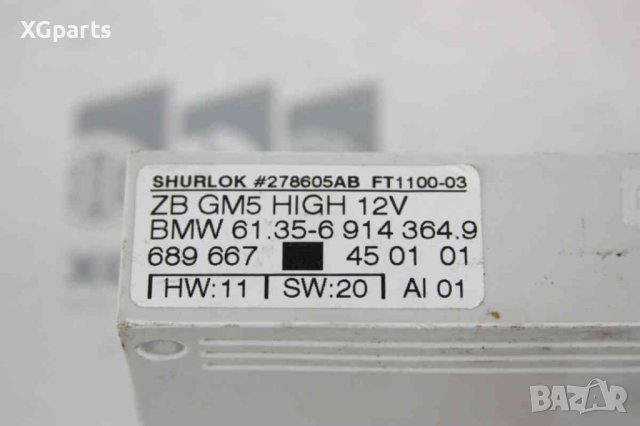 XGparts
SHURLOK #278605AB FT1100-03
ZB GM5 HIGH 12V
BMW 61.35-6 914 364.9
689 667 45 01 01
HW:11 SW:20 AI 01
BAZAR